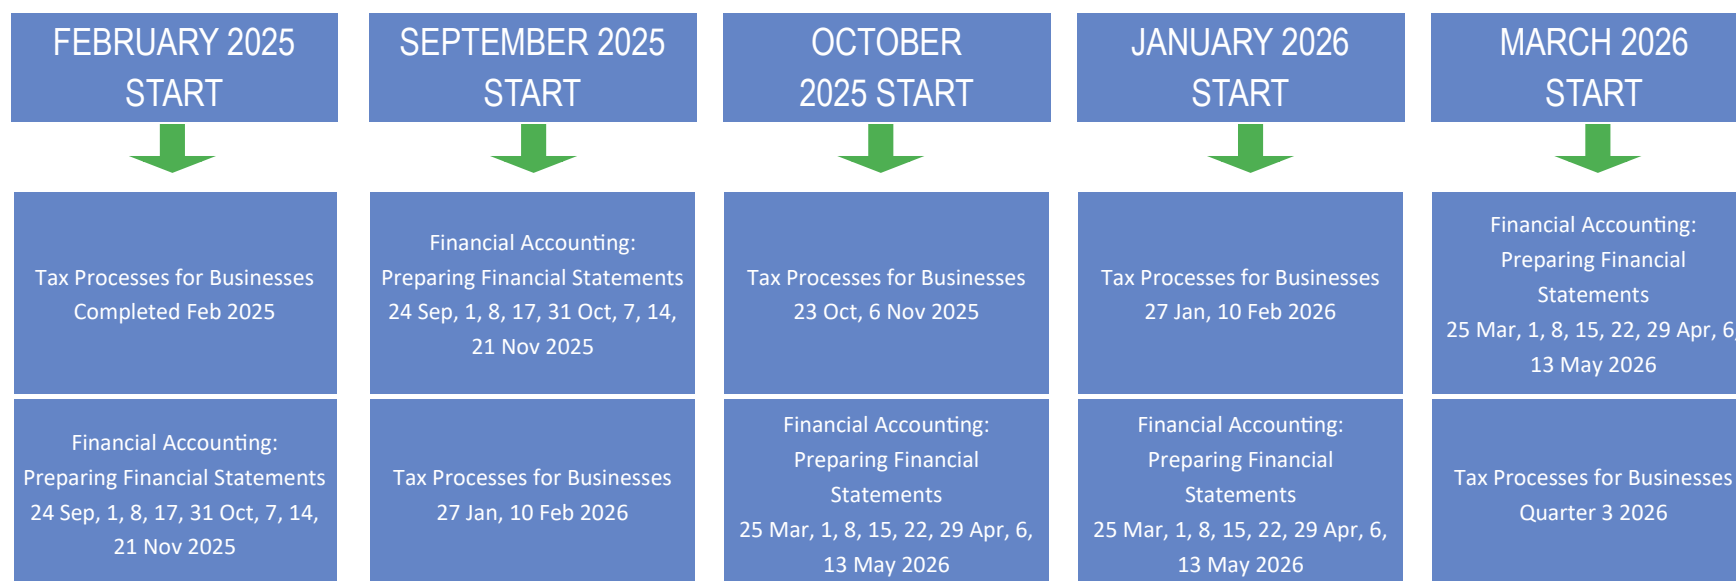 FEBRUARY 2025
START
SEPTEMBER 2025
START
OCTOBER
2025 START
JANUARY 2026
START
MARCH 2026
START
Tax Processes for Businesses
Completed Feb 2025
Financial Accounting:
Preparing Financial Statements
24 Sep, 1, 8, 17, 31 Oct, 7, 14,
21 Nov 2025
Tax Processes for Businesses
23 Oct, 6 Nov 2025
Tax Processes for Businesses
27 Jan, 10 Feb 2026
Financial Accounting:
Preparing Financial
Statements
25 Mar, 1, 8, 15, 22, 29 Apr, 6,
13 May 2026
Financial Accounting:
Preparing Financial Statements
24 Sep, 1, 8, 17, 31 Oct, 7, 14,
21 Nov 2025
Tax Processes for Businesses
27 Jan, 10 Feb 2026
Financial Accounting:
Preparing Financial
Statements
25 Mar, 1, 8, 15, 22, 29 Apr, 6,
13 May 2026
Financial Accounting:
Preparing Financial
Statements
25 Mar, 1, 8, 15, 22, 29 Apr, 6,
13 May 2026
Tax Processes for Businesses
Quarter 3 2026